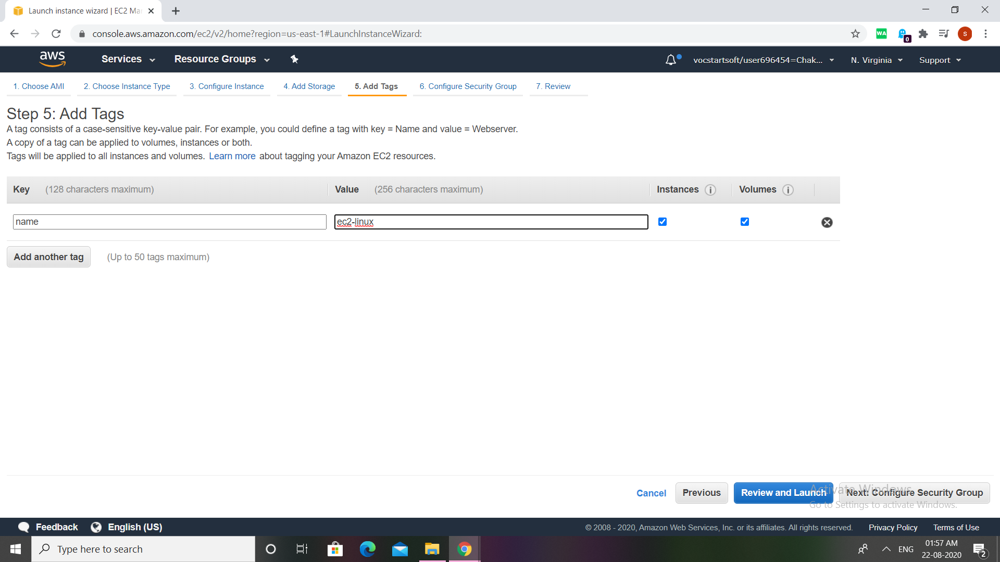 Launch instance wizard | EC2 Mar
console.aws.amazon.com/ec2/v2/home?region=us-east-1#LaunchInstanceWizard:
WA
0
s
aws
Services
Resource Groups
vocstartsoft/user696454=Chak...
N. Virginia
Support
1. Choose AMI
2. Choose Instance Type
3. Configure Instance
4. Add Storage
5. Add Tags
6. Configure Security Group
7. Review
Step 5: Add Tags
A tag consists of a case-sensitive key-value pair. For example, you could define a tag with key = Name and value = Webserver.
A copy of a tag can be applied to volumes, instances or both.
Tags will be applied to all instances and volumes. Learn more about tagging your Amazon EC2 resources.
Key (128 characters maximum)
Value (256 characters maximum)
Instances
Volumes
name
ec2-linux
Add another tag
(Up to 50 tags maximum)
Cancel
Previous
Review and Launch
Next: Configure Security Group
Activate Windows
Go to Settings to activate Windows.
Feedback
English (US)
© 2008 - 2020, Amazon Web Services, Inc. or its affiliates. All rights reserved.
Privacy Policy
Terms of Use
Type here to search
ENG
01:57 AM
22-08-2020
2